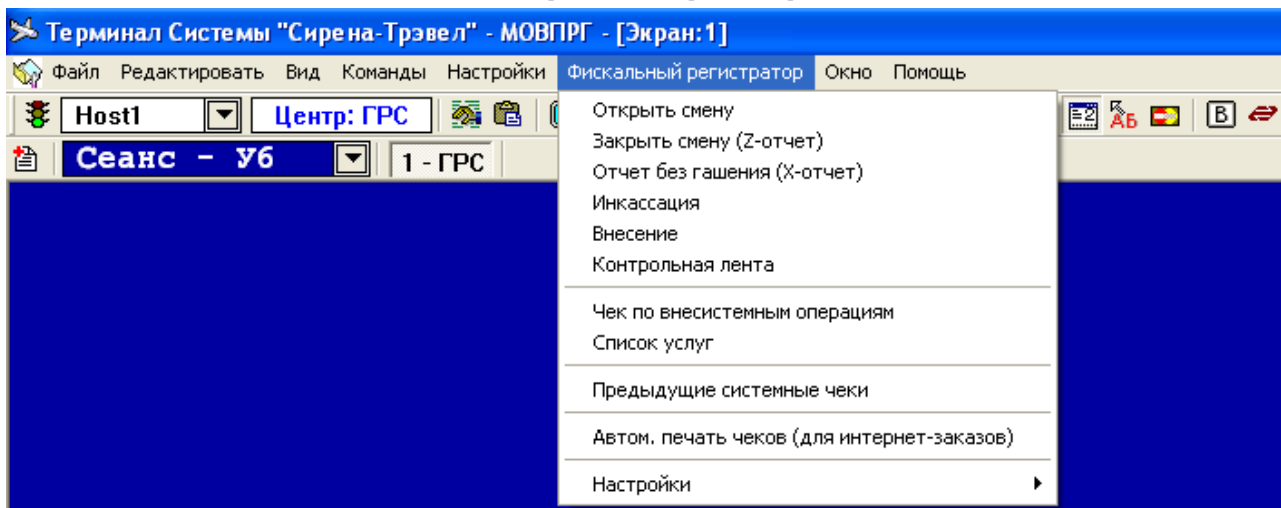 Терминал Системы "Сирена-Трэвел" - МОВПРГ - [Экран:1]
Файл Редактировать Вид Команды Настройки Фискальный регистратор Окно Помощь
Host1 Центр: ГРС АБ В
Сеанс - У6 1 - ГРС
Открыть смену
Закрыть смену (Z-отчет)
Отчет без гашения (X-отчет)
Инкассация
Внесение
Контрольная лента
Чек по внесистемным операциям
Список услуг
Предыдущие системные чеки
Автом. печать чеков (для интернет-заказов)
Настройки